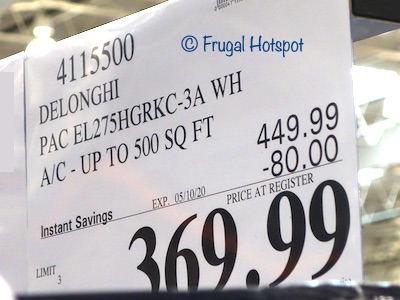 © Frugal Hotspot
4115500
DELONGHI
PAC EL275HGRKC-3A WH
A/C - UP TO 500 SQ FT
449.99
-80.00
Instant Savings
EXP. 05/10/20
PRICE AT REGISTER
369.99
LIMIT
3